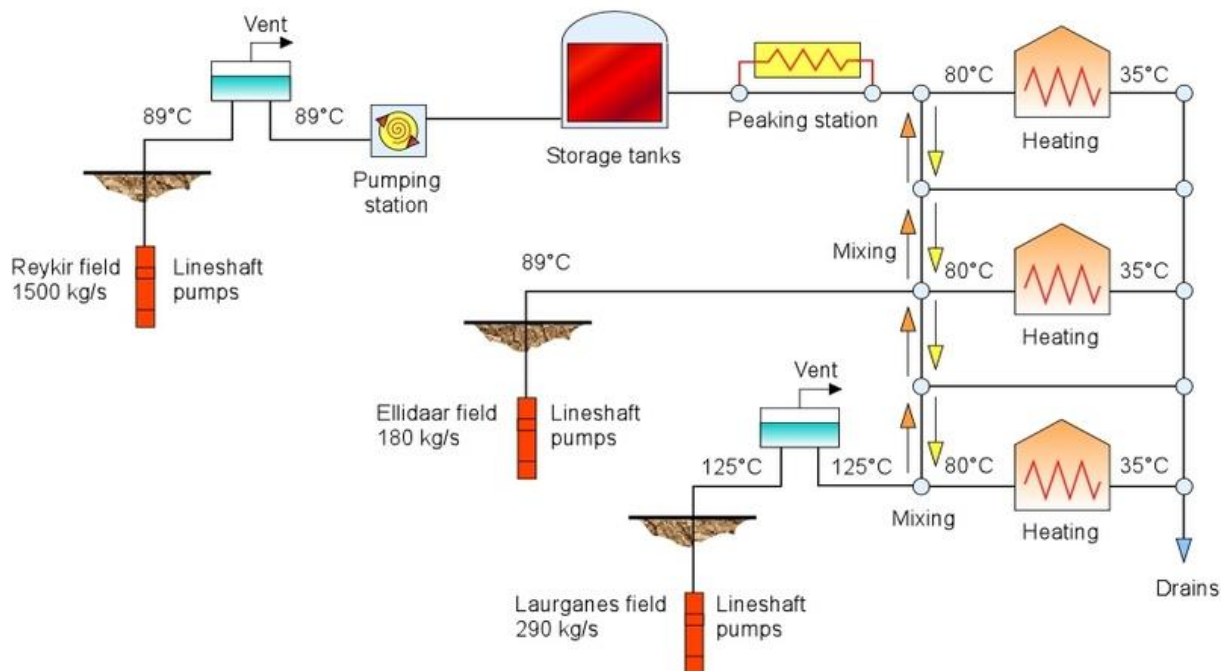 Vent
89°C
89°C
Pumping
station
Storage tanks
Peaking station
80°C
35°C
Heating
Reykir field
1500 kg/s
Lineshaft
pumps
Mixing
89°C
80°C
35°C
Heating
Ellidaar field
180 kg/s
Lineshaft
pumps
Vent
125°C
125°C
80°C
35°C
Mixing
Heating
Laurganes field
290 kg/s
Lineshaft
pumps
Drains